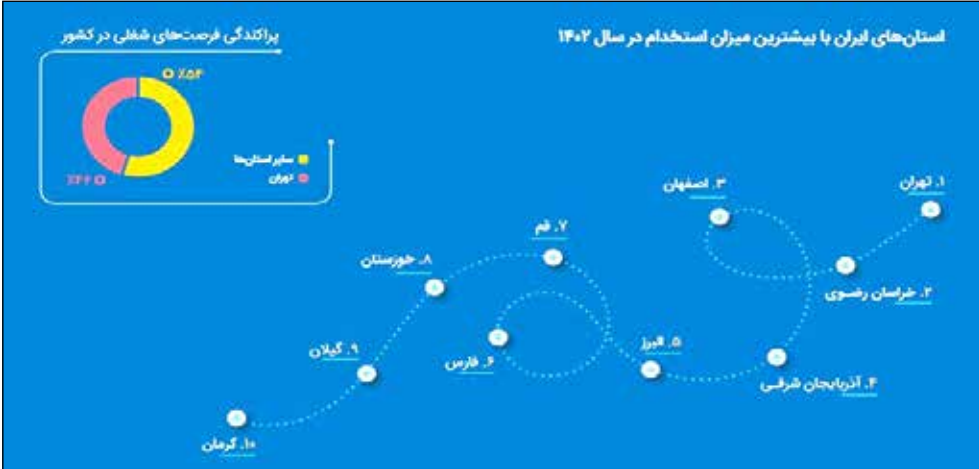 استان‌های ایران با بیشترین میزان استخدام در سال ۱۴۰۲
پراکندگی فرصت‌های شغلی در کشور
٪۵۴
سایر استان‌ها
تهران
٪۴۶
۱. تهران
۲. خراسان رضوی
۳. اصفهان
۴. آذربایجان شرقی
۵. البرز
۶. فارس
۷. قم
۸. خوزستان
۹. گیلان
۱۰. کرمان